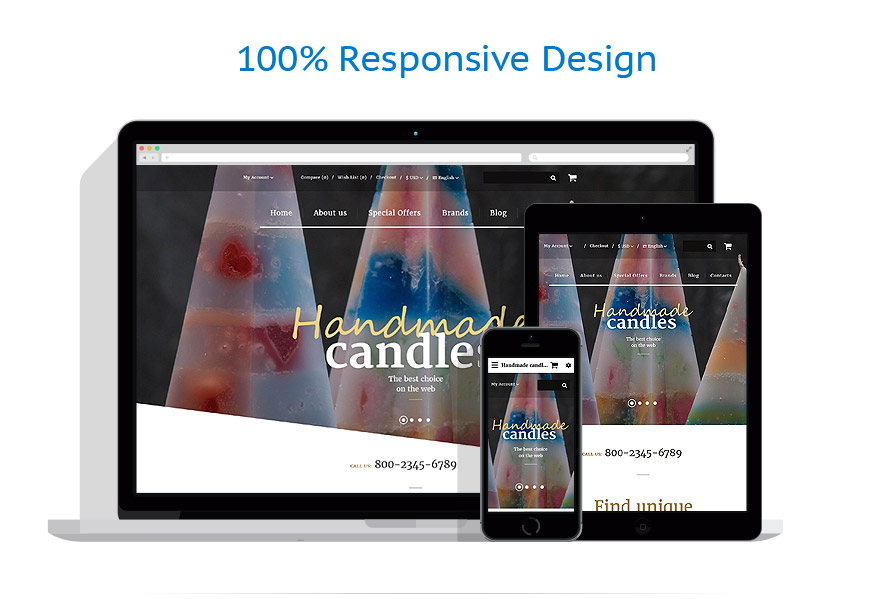 100% Responsive Design
My Account
Compare (0) / Wish List (0) / Checkout / $ USD / English
Home
About us
Special Offers
Brands
Blog
Handmade
candles
The best choice
on the web
CALL US: 800-2345-6789
My Account / Checkout / $ USD / English
Home
About us
Special Offers
Brands
Blog
Contacts
Handmade
candles
The best choice
on the web
CALL US: 800-2345-6789
Find unique
Handmade candl...
My Account
Handmade
candles
The best choice
on the web